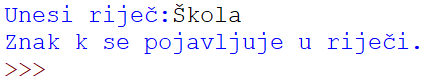 Unesi riječ:Škola
Znak k se pojavljuje u riječi.
>>>